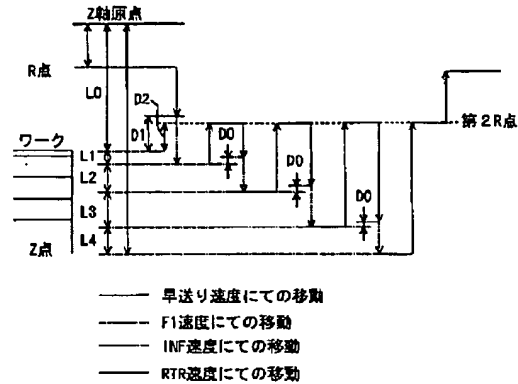 Z軸原点
R点
L0
D2
D1
第2R点
ワーク
L1
D0
L2
D0
L3
D0
L4
Z点
早送り速度にての移動
F1速度にての移動
INF速度にての移動
RTR速度にての移動